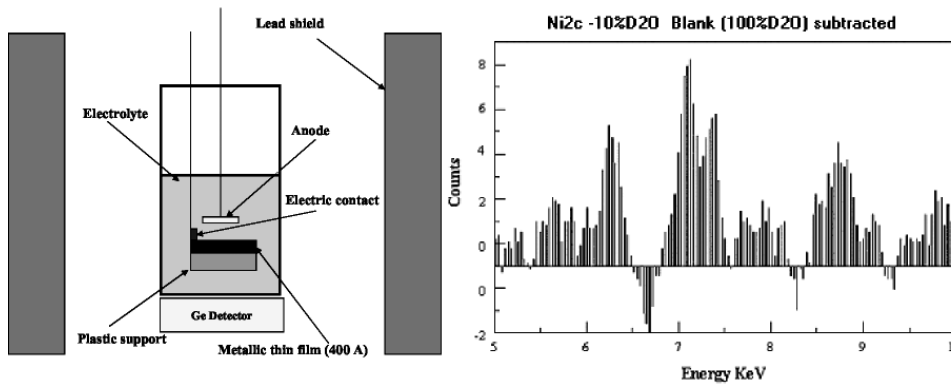 Lead shield
Electrolyte
Anode
Electric contact
Ge Detector
Plastic support
Metallic thin film (400 A)
Ni2c -10%D2O Blank (100%D2O) subtracted
Counts
8
6
4
2
0
0
-2
5
6
7
8
9
1
Energy KeV